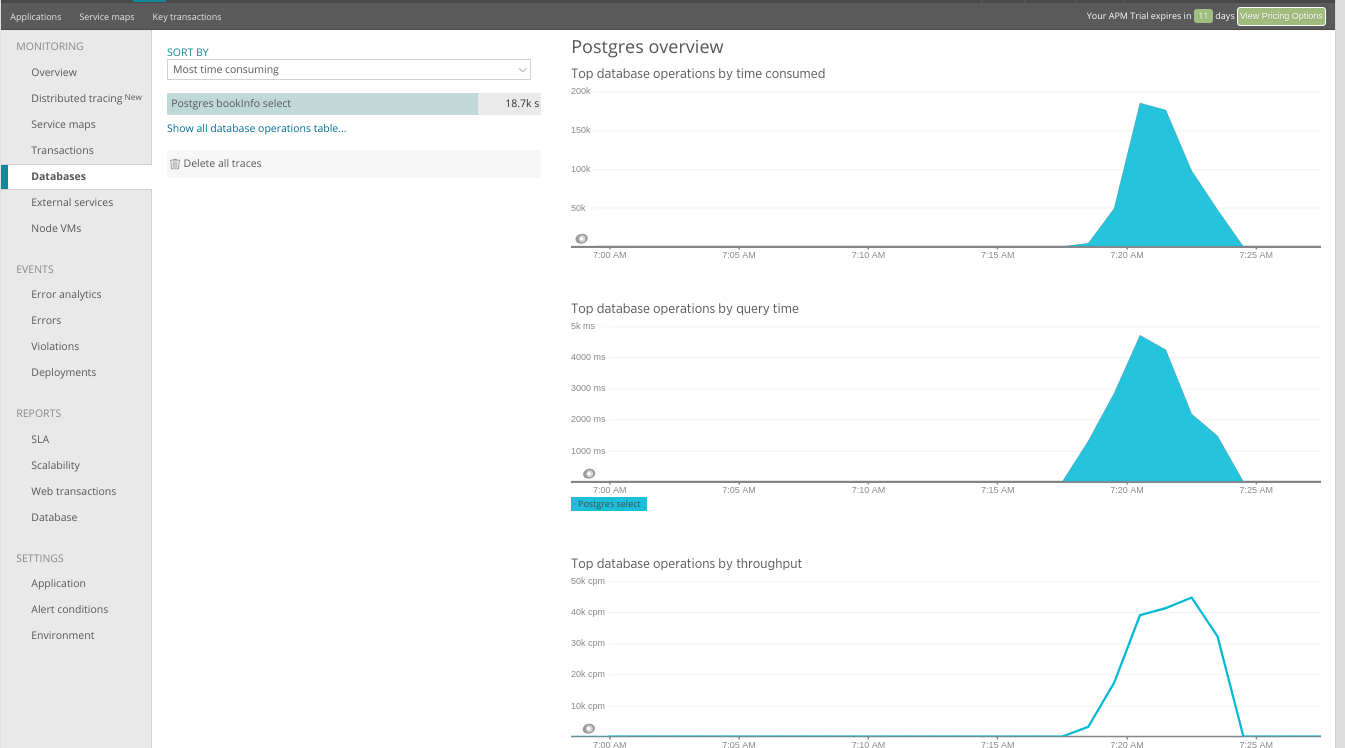 Applications Service maps Key transactions Your APM Trial expires in 11 days View Pricing Options
MONITORING
Overview
Distributed tracing New
Service maps
Transactions
Databases
External services
Node VMs
EVENTS
Error analytics
Errors
Violations
Deployments
REPORTS
SLA
Scalability
Web transactions
Database
SETTINGS
Application
Alert conditions
Environment
SORT BY
Most time consuming
Postgres bookInfo select 18.7k s
Show all database operations table...
Delete all traces
Postgres overview
Top database operations by time consumed
200k
150k
100k
50k
7:00 AM 7:05 AM 7:10 AM 7:15 AM 7:20 AM 7:25 AM
Top database operations by query time
5k ms
4000 ms
3000 ms
2000 ms
1000 ms
7:00 AM 7:05 AM 7:10 AM 7:15 AM 7:20 AM 7:25 AM
Postgres select
Top database operations by throughput
50k cpm
40k cpm
30k cpm
20k cpm
10k cpm
7:00 AM 7:05 AM 7:10 AM 7:15 AM 7:20 AM 7:25 AM